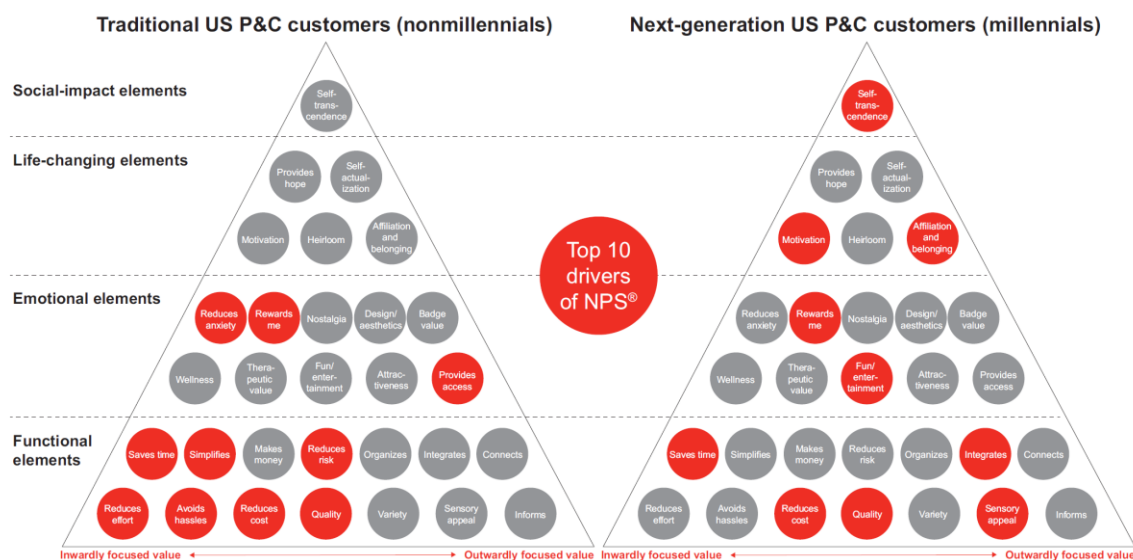 Traditional US P&C customers (nonmillennials)
Next-generation US P&C customers (millennials)
Social-impact elements
Self-
trans-
cendence
Self-
trans-
cendence
Life-changing elements
Provides
hope
Self-
actual-
ization
Provides
hope
Self-
actual-
ization
Motivation
Heirloom
Affiliation
and
belonging
Motivation
Heirloom
Affiliation
and
belonging
Top 10
drivers
of NPS®
Emotional elements
Reduces
anxiety
Rewards
me
Nostalgia
Design/
aesthetics
Badge
value
Reduces
anxiety
Rewards
me
Nostalgia
Design/
aesthetics
Badge
value
Wellness
Thera-
peutic
value
Fun/
enter-
tainment
Attrac-
tiveness
Provides
access
Wellness
Thera-
peutic
value
Fun/
enter-
tainment
Attrac-
tiveness
Provides
access
Functional
elements
Saves time
Simplifies
Makes
money
Reduces
risk
Organizes
Integrates
Connects
Saves time
Simplifies
Makes
money
Reduces
risk
Organizes
Integrates
Connects
Reduces
effort
Avoids
hassles
Reduces
cost
Quality
Variety
Sensory
appeal
Informs
Reduces
effort
Avoids
hassles
Reduces
cost
Quality
Variety
Sensory
appeal
Informs
Inwardly focused value
Outwardly focused value
Inwardly focused value
Outwardly focused value